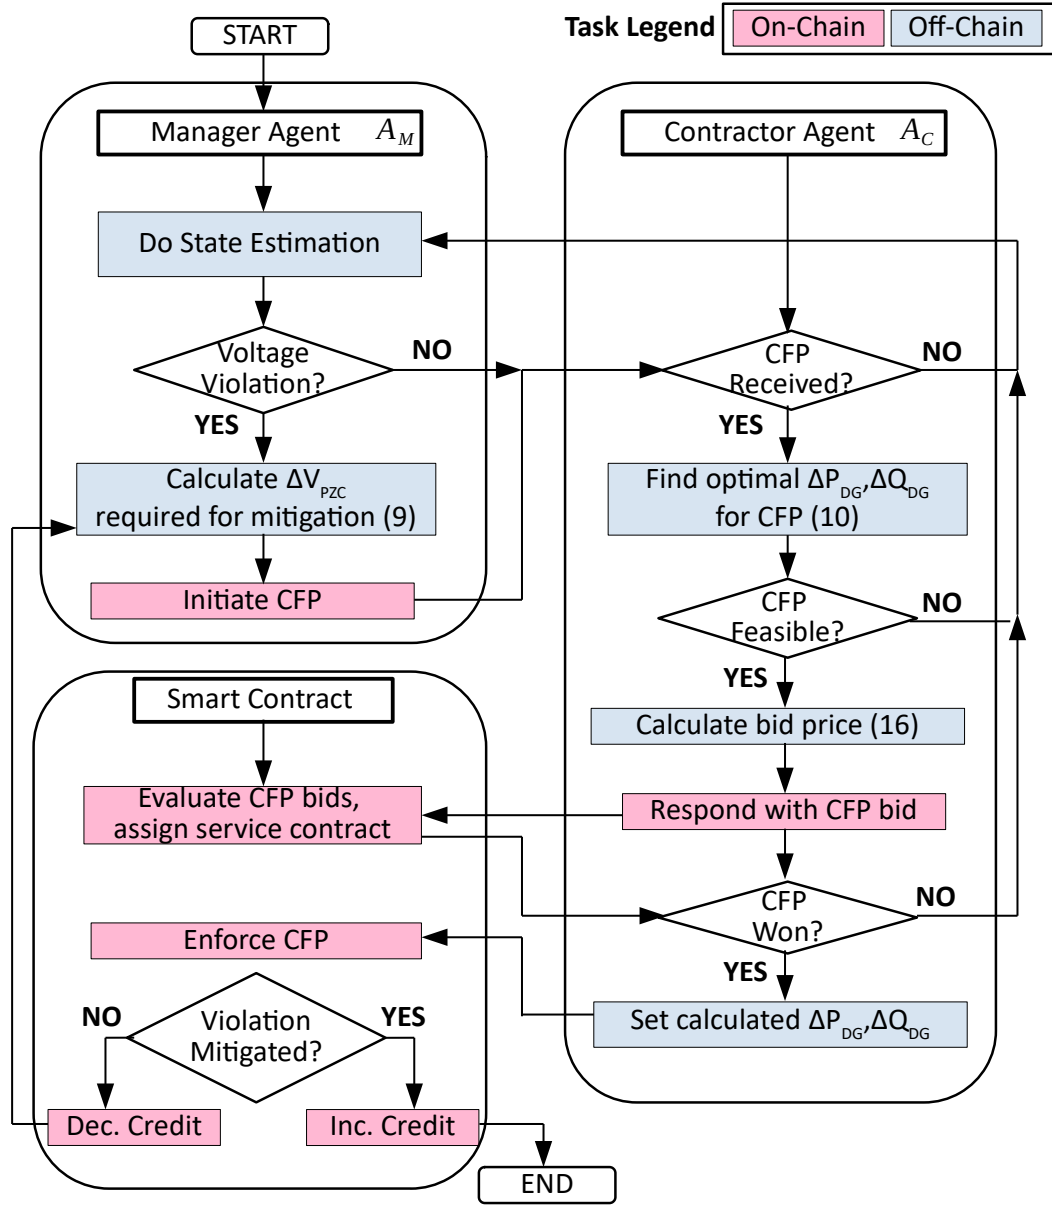 START
Task Legend
On-Chain
Off-Chain
Manager Agent A_M
Do State Estimation
Voltage
Violation?
NO
YES
Calculate ΔV_PZC
required for mitigation (9)
Initiate CFP
Contractor Agent A_C
CFP
Received?
NO
YES
Find optimal ΔP_DG,ΔQ_DG
for CFP (10)
CFP
Feasible?
NO
YES
Calculate bid price (16)
Respond with CFP bid
CFP
Won?
NO
YES
Set calculated ΔP_DG,ΔQ_DG
Smart Contract
Evaluate CFP bids,
assign service contract
Enforce CFP
Violation
Mitigated?
NO
YES
Dec. Credit
Inc. Credit
END